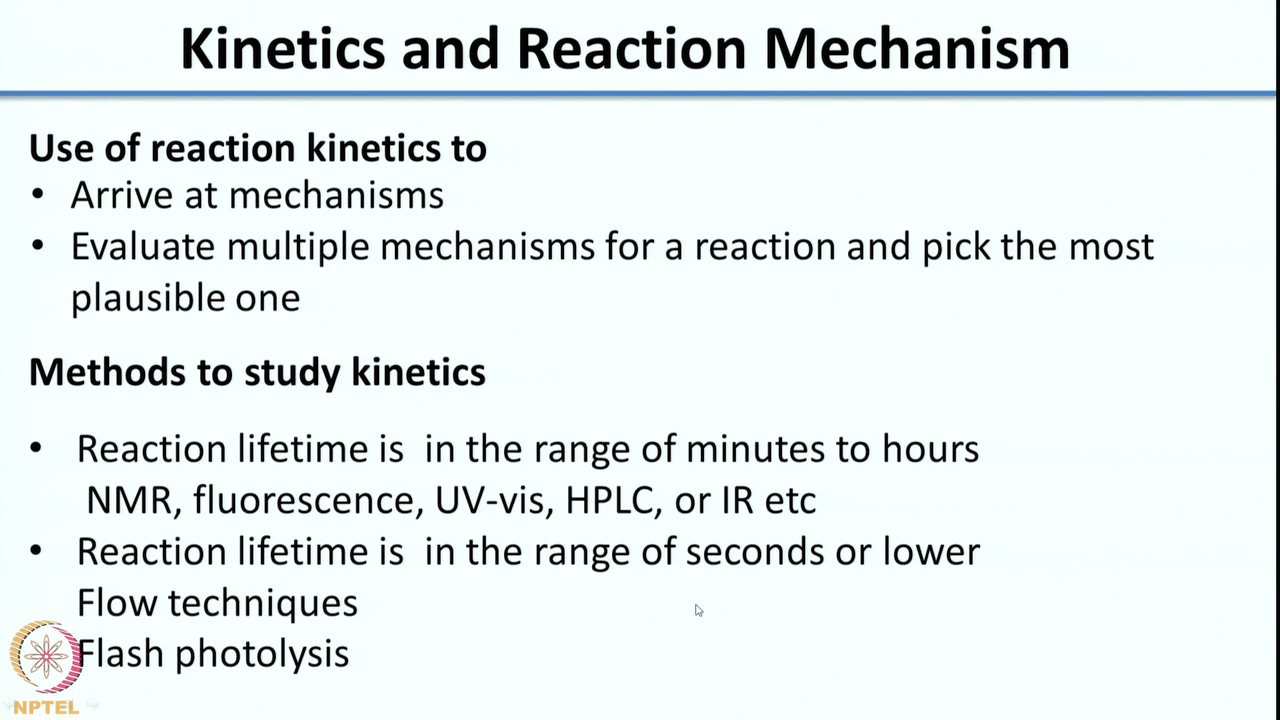 Kinetics and Reaction Mechanism
Use of reaction kinetics to
• Arrive at mechanisms
• Evaluate multiple mechanisms for a reaction and pick the most
plausible one
Methods to study kinetics
• Reaction lifetime is in the range of minutes to hours
NMR, fluorescence, UV-vis, HPLC, or IR etc
• Reaction lifetime is in the range of seconds or lower
Flow techniques
Flash photolysis
NPTEL